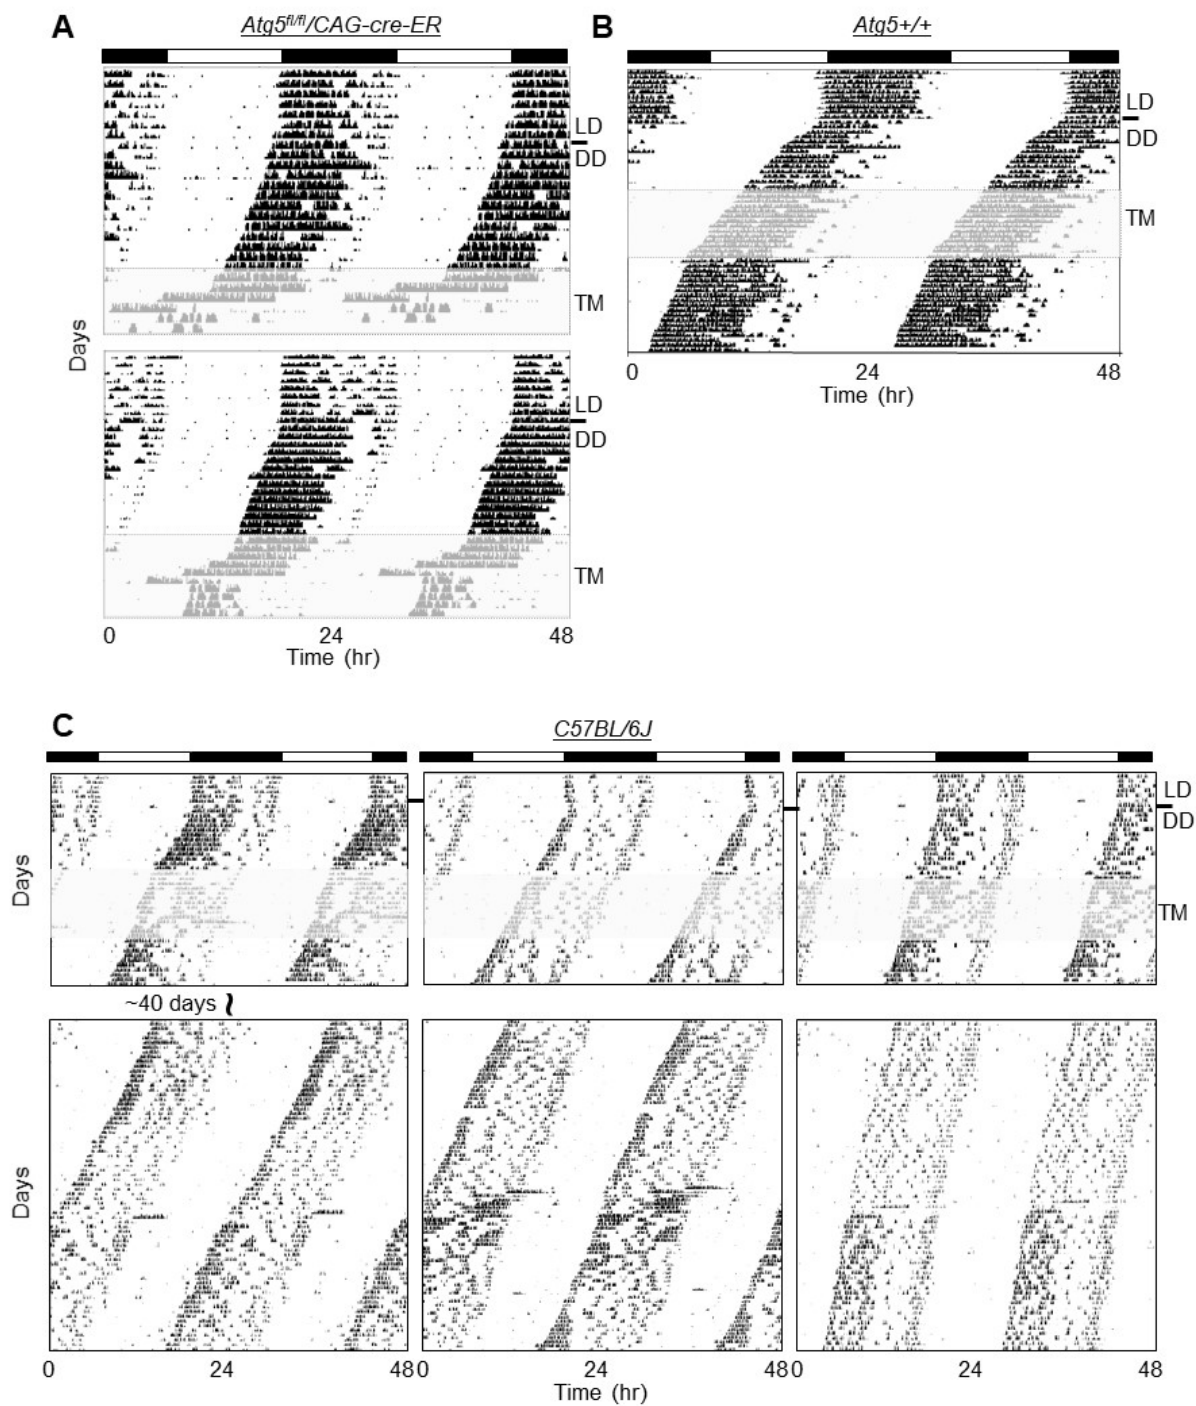 A
Atg5fl/fl/CAG-cre-ER
B
Atg5+/+
LD
DD
TM
LD
DD
TM
Days
LD
DD
TM
0
24
48
Time (hr)
0
24
48
Time (hr)
C
C57BL/6J
LD
DD
TM
Days
~40 days
Days
0
24
48
24
48
24
48
Time (hr)